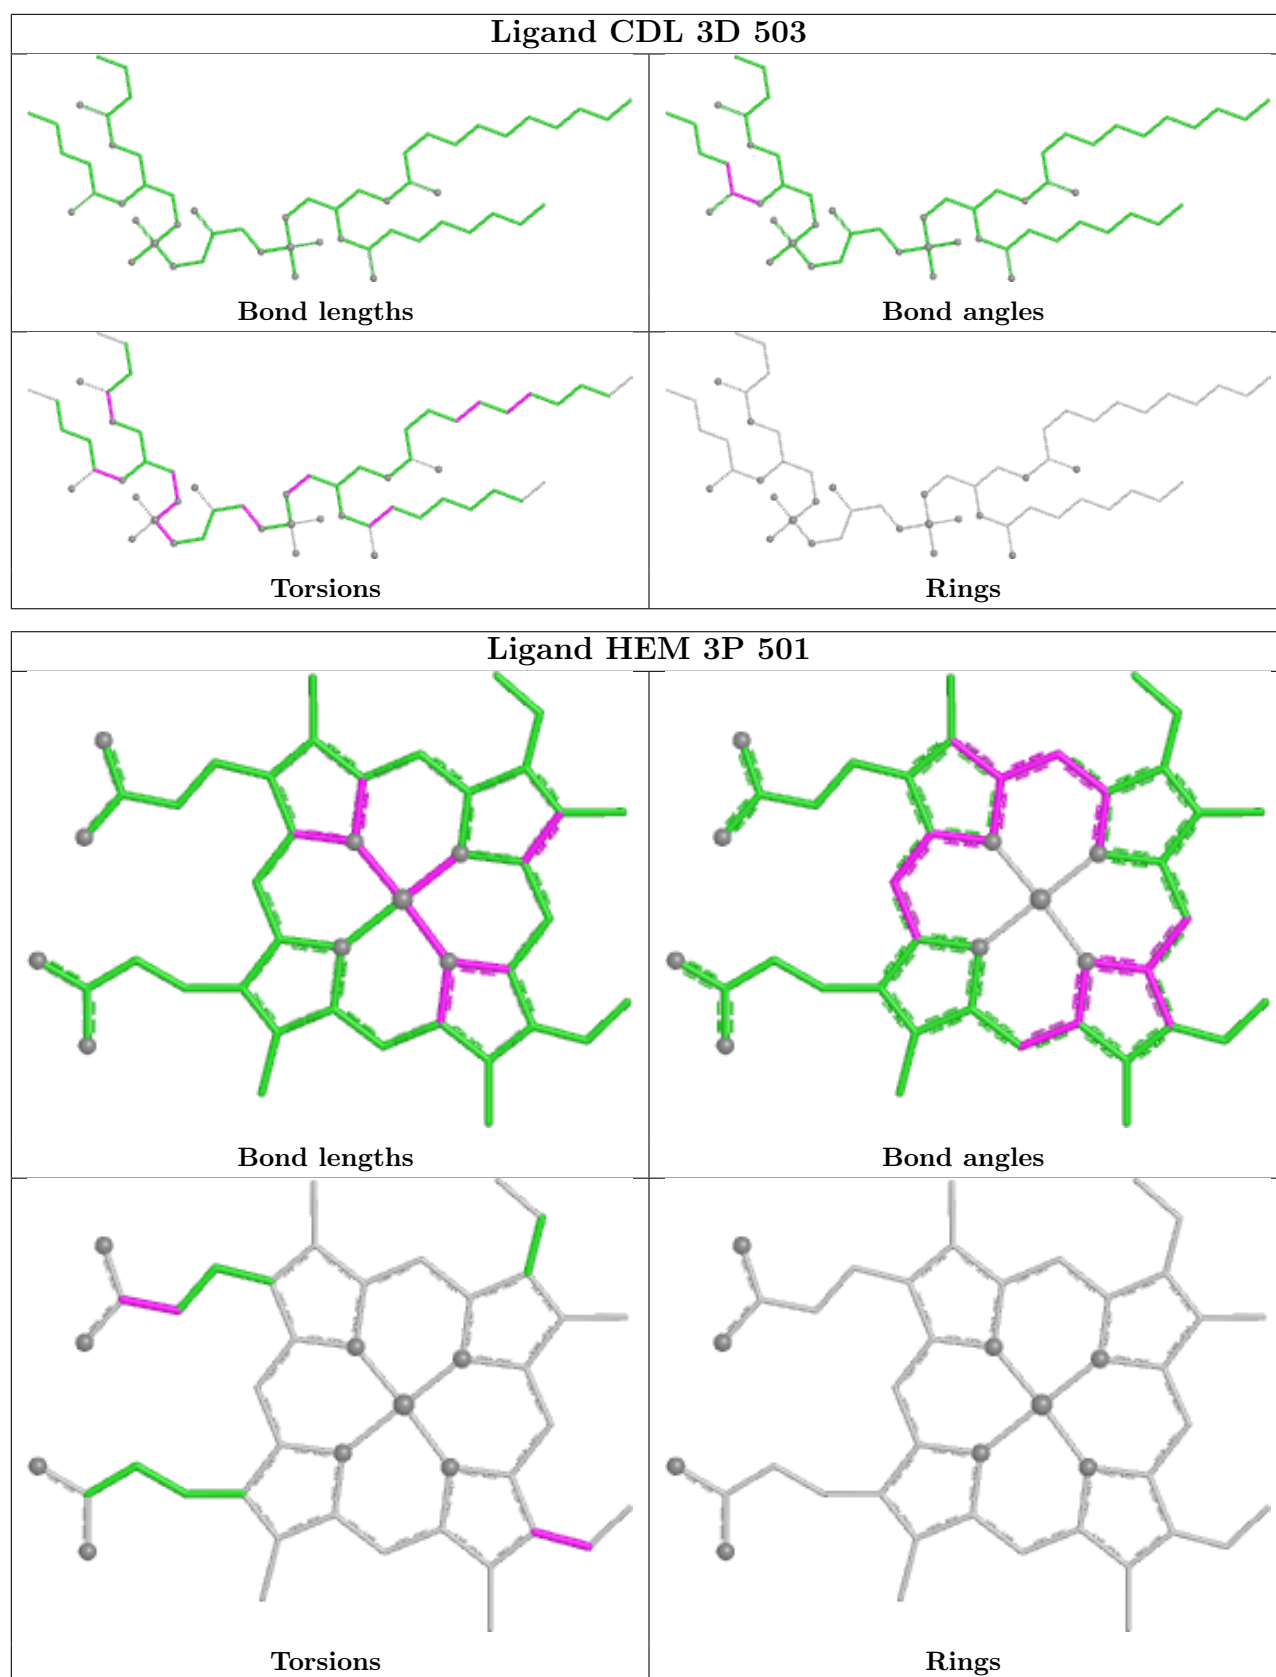 Ligand CDL 3D 503
Bond lengths
Bond angles
Torsions
Rings
Ligand HEM 3P 501
Bond lengths
Bond angles
Torsions
Rings